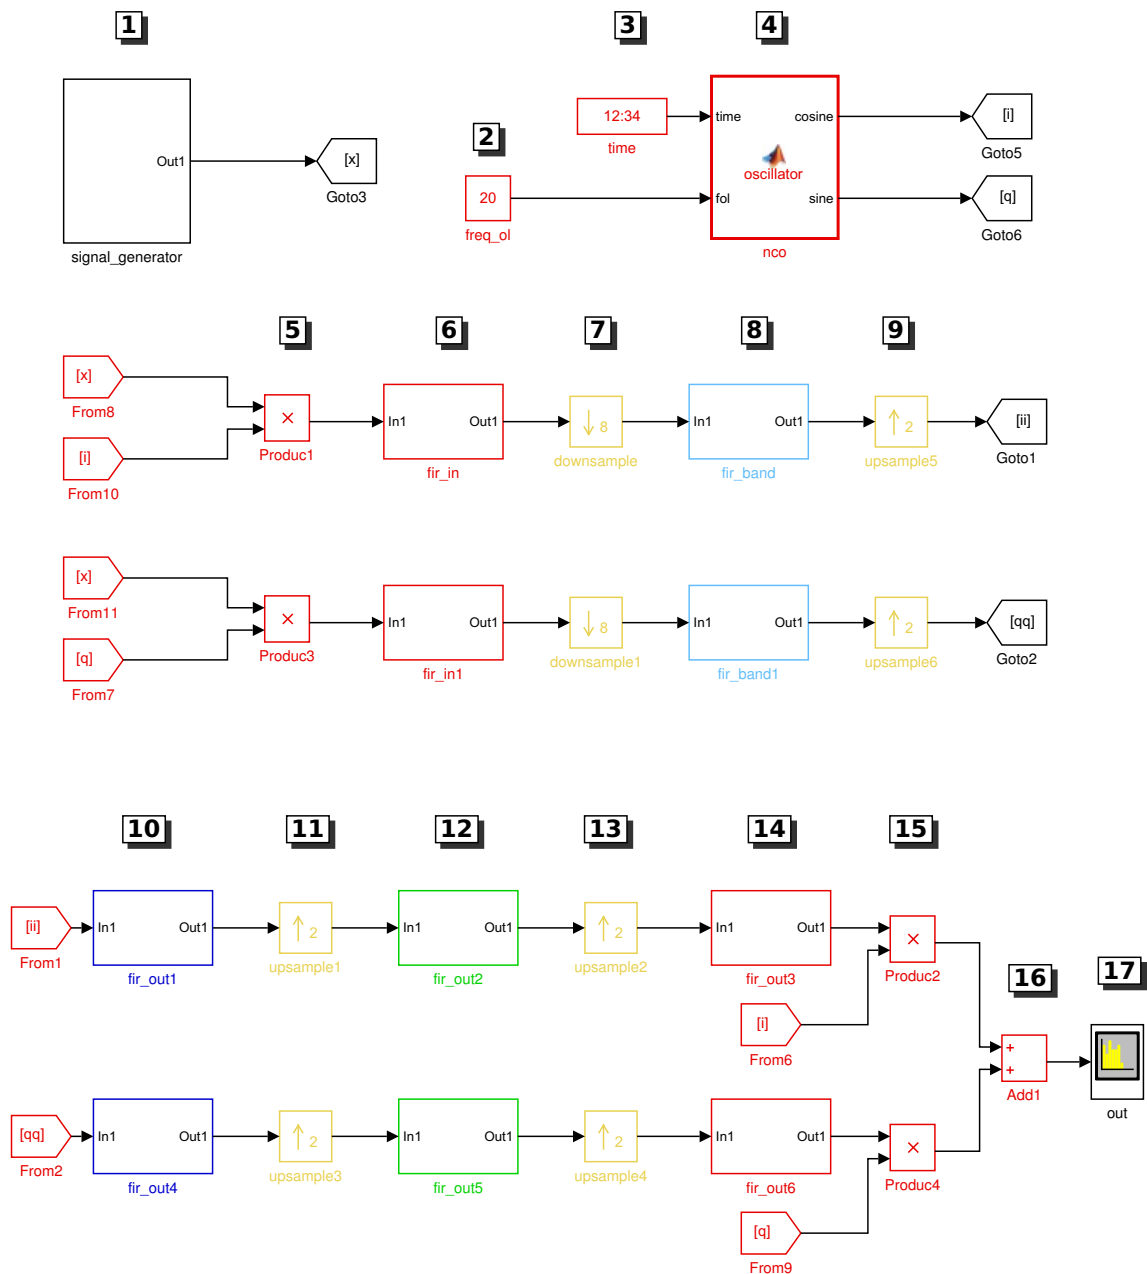 1
3
4
12:34
time
2
20
freq_ol
Out1
signal_generator
[x]
Goto3
time
cosine
oscillator
fol
sine
nco
[i]
Goto5
[q]
Goto6
5
6
7
8
9
[x]
From8
[i]
From10
×
Produc1
In1
Out1
fir_in
8
downsample
In1
Out1
fir_band
2
upsample5
[ii]
Goto1
[x]
From11
[q]
From7
×
Produc3
In1
Out1
fir_in1
8
downsample1
In1
Out1
fir_band1
2
upsample6
[qq]
Goto2
10
11
12
13
14
15
[ii]
From1
In1
Out1
fir_out1
2
upsample1
In1
Out1
fir_out2
2
upsample2
In1
Out1
fir_out3
×
Produc2
[i]
From6
16
17
+
+
Add1
out
[qq]
From2
In1
Out1
fir_out4
2
upsample3
In1
Out1
fir_out5
2
upsample4
In1
Out1
fir_out6
×
Produc4
[q]
From9